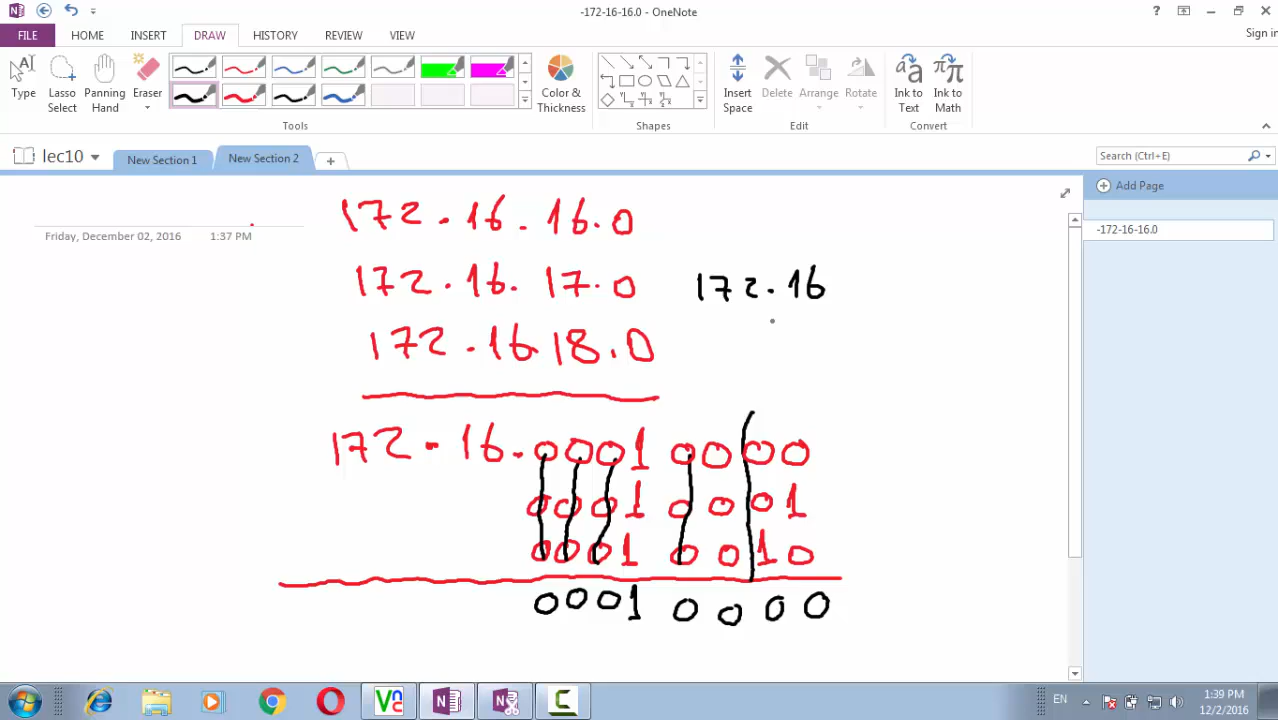 -172-16-16.0 - OneNote
?
Sign in
FILE HOME INSERT DRAW HISTORY REVIEW VIEW
Type
Lasso Select
Panning Hand
Eraser
Color & Thickness
Insert Space
Delete
Arrange
Rotate
Ink to Text
Ink to Math
Tools
Shapes
Edit
Convert
lec10
New Section 1
New Section 2
Search (Ctrl+E)
Add Page
-172-16-16.0
Friday, December 02, 2016 1:37 PM
172.16.16.0
172.16.17.0
172.16
172.16 18.0
172.16.0001 0000
0001 0001
0001 0010
0001 0000
EN
1:39 PM
12/2/2016